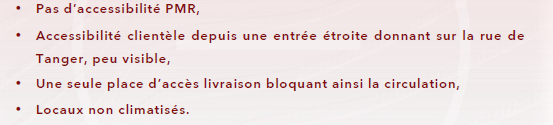 • Pas d'accessibilité PMR,
• Accessibilité clientèle depuis une entrée étroite donnant sur la rue de
Tanger, peu visible,
• Une seule place d'accès livraison bloquant ainsi la circulation,
• Locaux non climatisés.